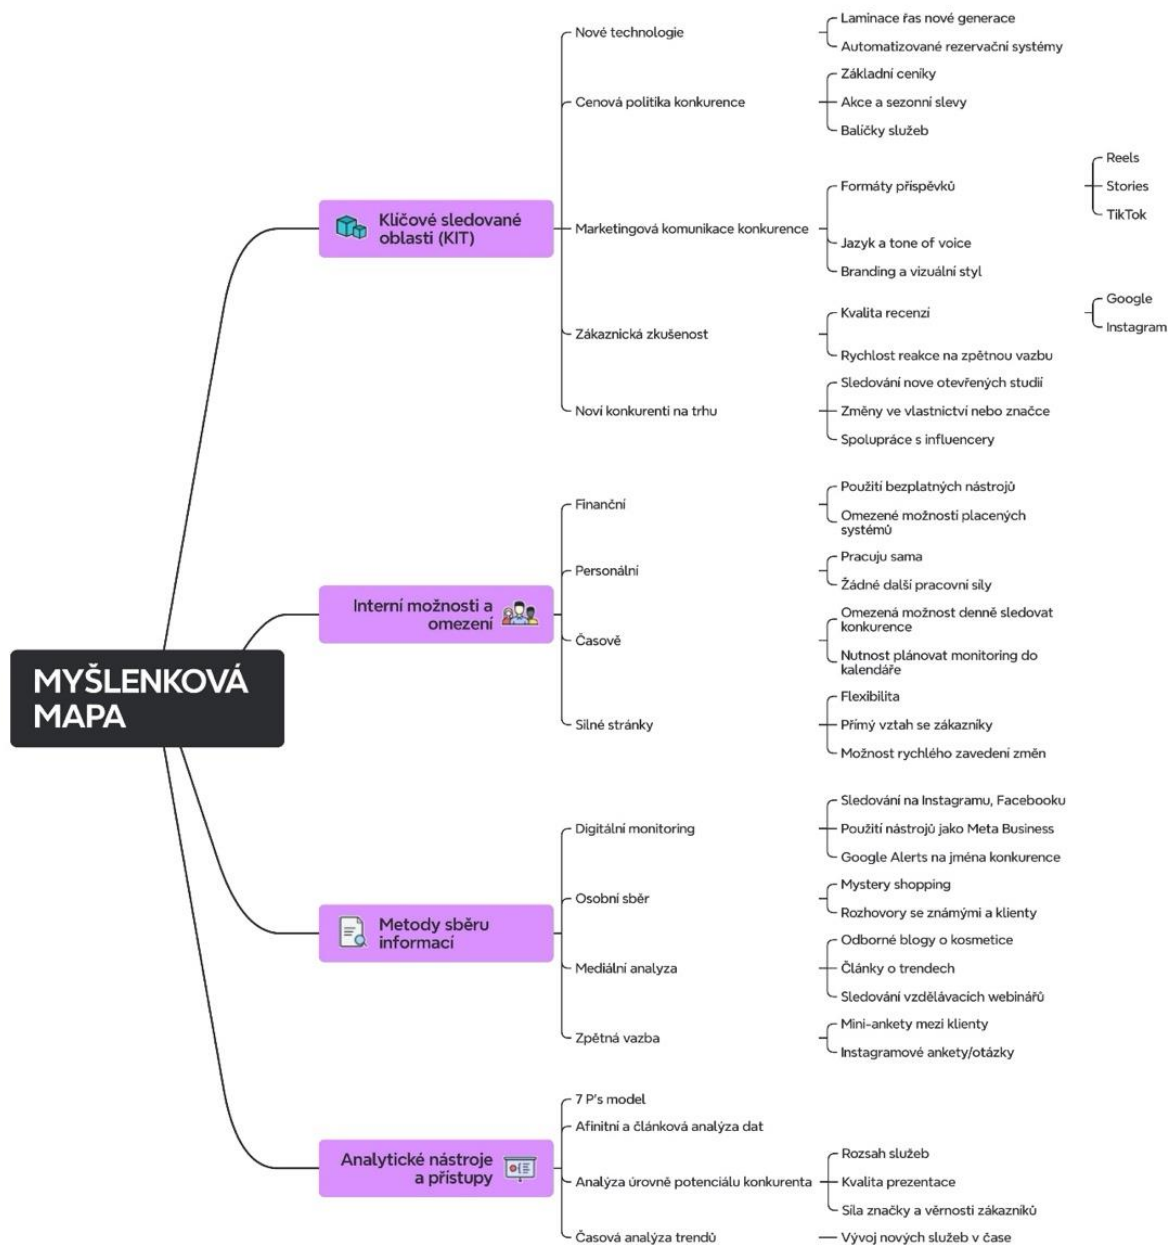 MYŠLENKOVÁ
MAPA
Klíčové sledované
oblasti (KIT)
Nové technologie
Laminace řas nové generace
Automatizované rezervační systémy
Cenová politika konkurence
Základní ceníky
Akce a sezonní slevy
Balíčky služeb
Marketingová komunikace konkurence
Formáty příspěvků
Reels
Stories
TikTok
Jazyk a tone of voice
Branding a vizuální styl
Zákaznická zkušenost
Kvalita recenzí
Google
Instagram
Rychlost reakce na zpětnou vazbu
Noví konkurenti na trhu
Sledování nove otevřených studií
Změny ve vlastnictví nebo značce
Spolupráce s influencery
Interní možnosti a
omezení
Finanční
Použití bezplatných nástrojů
Omezené možnosti placených
systémů
Personální
Pracuju sama
Žádné další pracovní síly
Časově
Omezená možnost denně sledovat
konkurence
Nutnost plánovat monitoring do
kalendáře
Silné stránky
Flexibilita
Přímý vztah se zákazníky
Možnost rychlého zavedení změn
Metody sběru
informací
Digitální monitoring
Sledování na Instagramu, Facebooku
Použití nástrojů jako Meta Business
Google Alerts na jména konkurence
Osobní sběr
Mystery shopping
Rozhovory se známými a klienty
Mediální analyza
Odborné blogy o kosmetice
Články o trendech
Sledování vzdělávacích webinářů
Zpětná vazba
Mini-ankety mezi klienty
Instagramové ankety/otázky
Analytické nástroje
a přístupy
7 P's model
Afinitní a článková analýza dat
Analýza úrovně potenciálu konkurenta
Rozsah služeb
Kvalita prezentace
Síla značky a věrnosti zákazníků
Časová analýza trendů
Vývoj nových služeb v čase